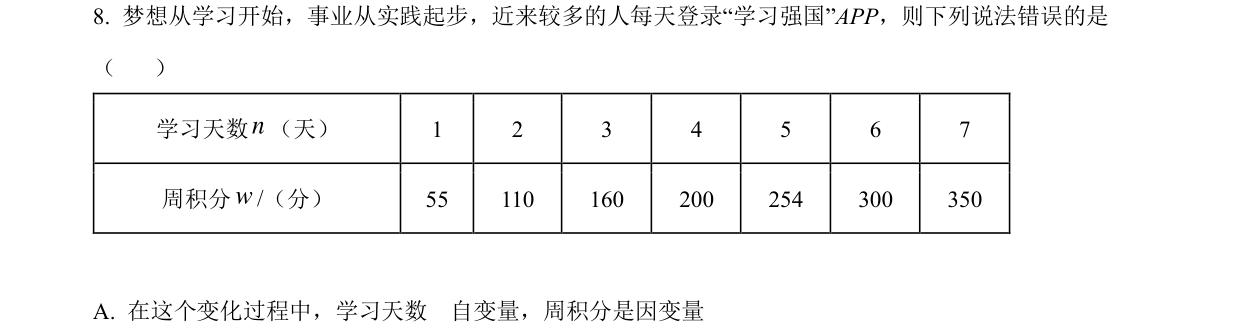 8. 梦想从学习开始，事业从实践起步，近来较多的人每天登录“学习强国”APP，则下列说法错误的是
（　　）
学习天数n（天） 1 2 3 4 5 6 7
周积分w/（分） 55 110 160 200 254 300 350
A. 在这个变化过程中，学习天数　自变量，周积分是因变量